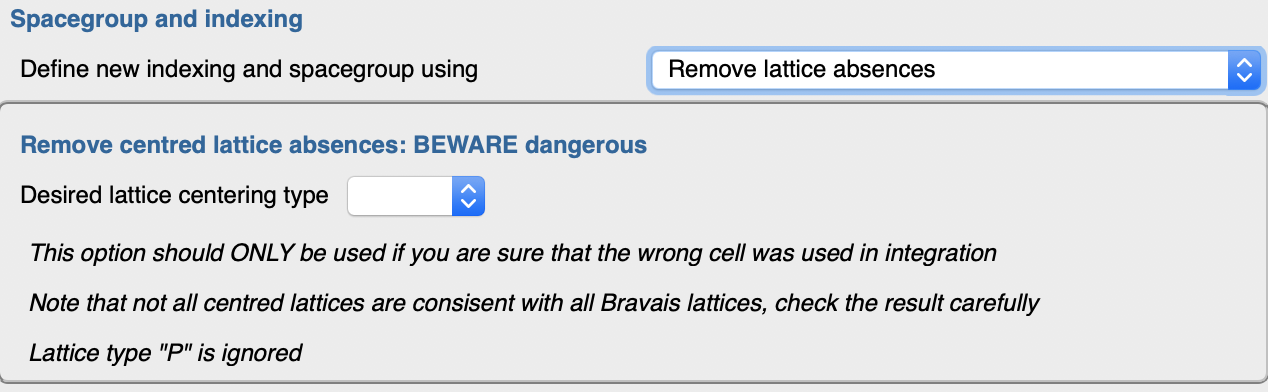 Spacegroup and indexing
Define new indexing and spacegroup using Remove lattice absences
Remove centred lattice absences: BEWARE dangerous
Desired lattice centering type
This option should ONLY be used if you are sure that the wrong cell was used in integration
Note that not all centred lattices are consisent with all Bravais lattices, check the result carefully
Lattice type "P" is ignored